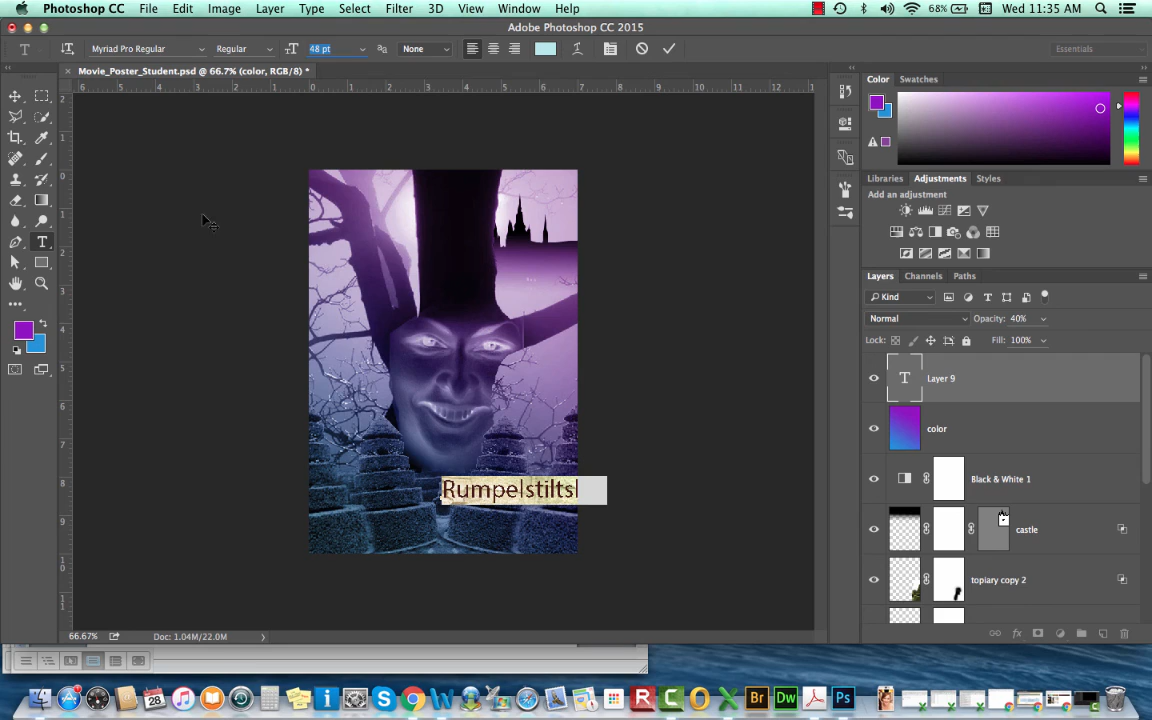 Photoshop CC File Edit Image Layer Type Select Filter 3D View Window Help 68% Wed 11:35 AM
Adobe Photoshop CC 2015
Myriad Pro Regular Regular 48 pt None Essentials
Movie_Poster_Student.psd @ 66.7% (color, RGB/8) *
Color Swatches
Libraries Adjustments Styles
Add an adjustment
Layers Channels Paths
Kind
Normal Opacity: 40%
Lock: Fill: 100%
T Layer 9
color
Black & White 1
castle
topiary copy 2
Rumpelstilts
66.67% Doc: 1.04M/22.0M